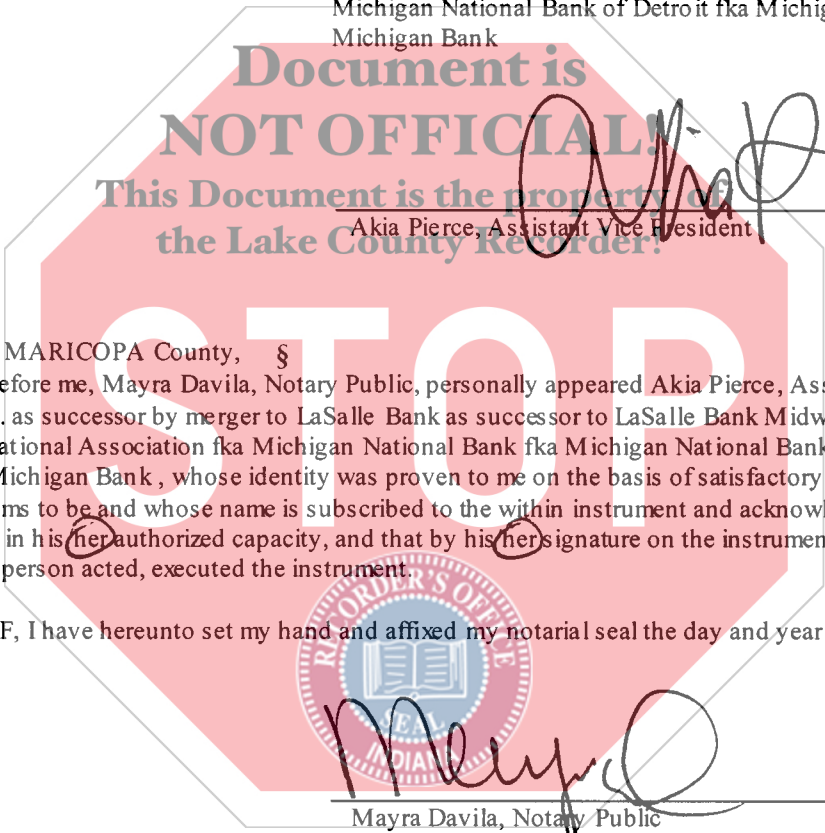 Michigan National Bank of Detroit fka Michig
Michigan Bank
Document is
NOT OFFICIAL!
This Document is the property of
the Lake County Recorder!
Akia Pierce, Assistant Vice President
STOP
MARICOPA County, §
efore me, Mayra Davila, Notary Public, personally appeared Akia Pierce, Ass
. as successor by merger to LaSalle Bank as successor to LaSalle Bank Midw
ational Association fka Michigan National Bank fka Michigan National Bank
Michigan Bank, whose identity was proven to me on the basis of satisfactory
ms to be and whose name is subscribed to the within instrument and acknowl
in his/her authorized capacity, and that by his/her signature on the instrumen
person acted, executed the instrument.
F, I have hereunto set my hand and affixed my notarial seal the day and year
RECORDER'S OFFICE
SEAL
INDIANA
Mayra Davila, Notary Public